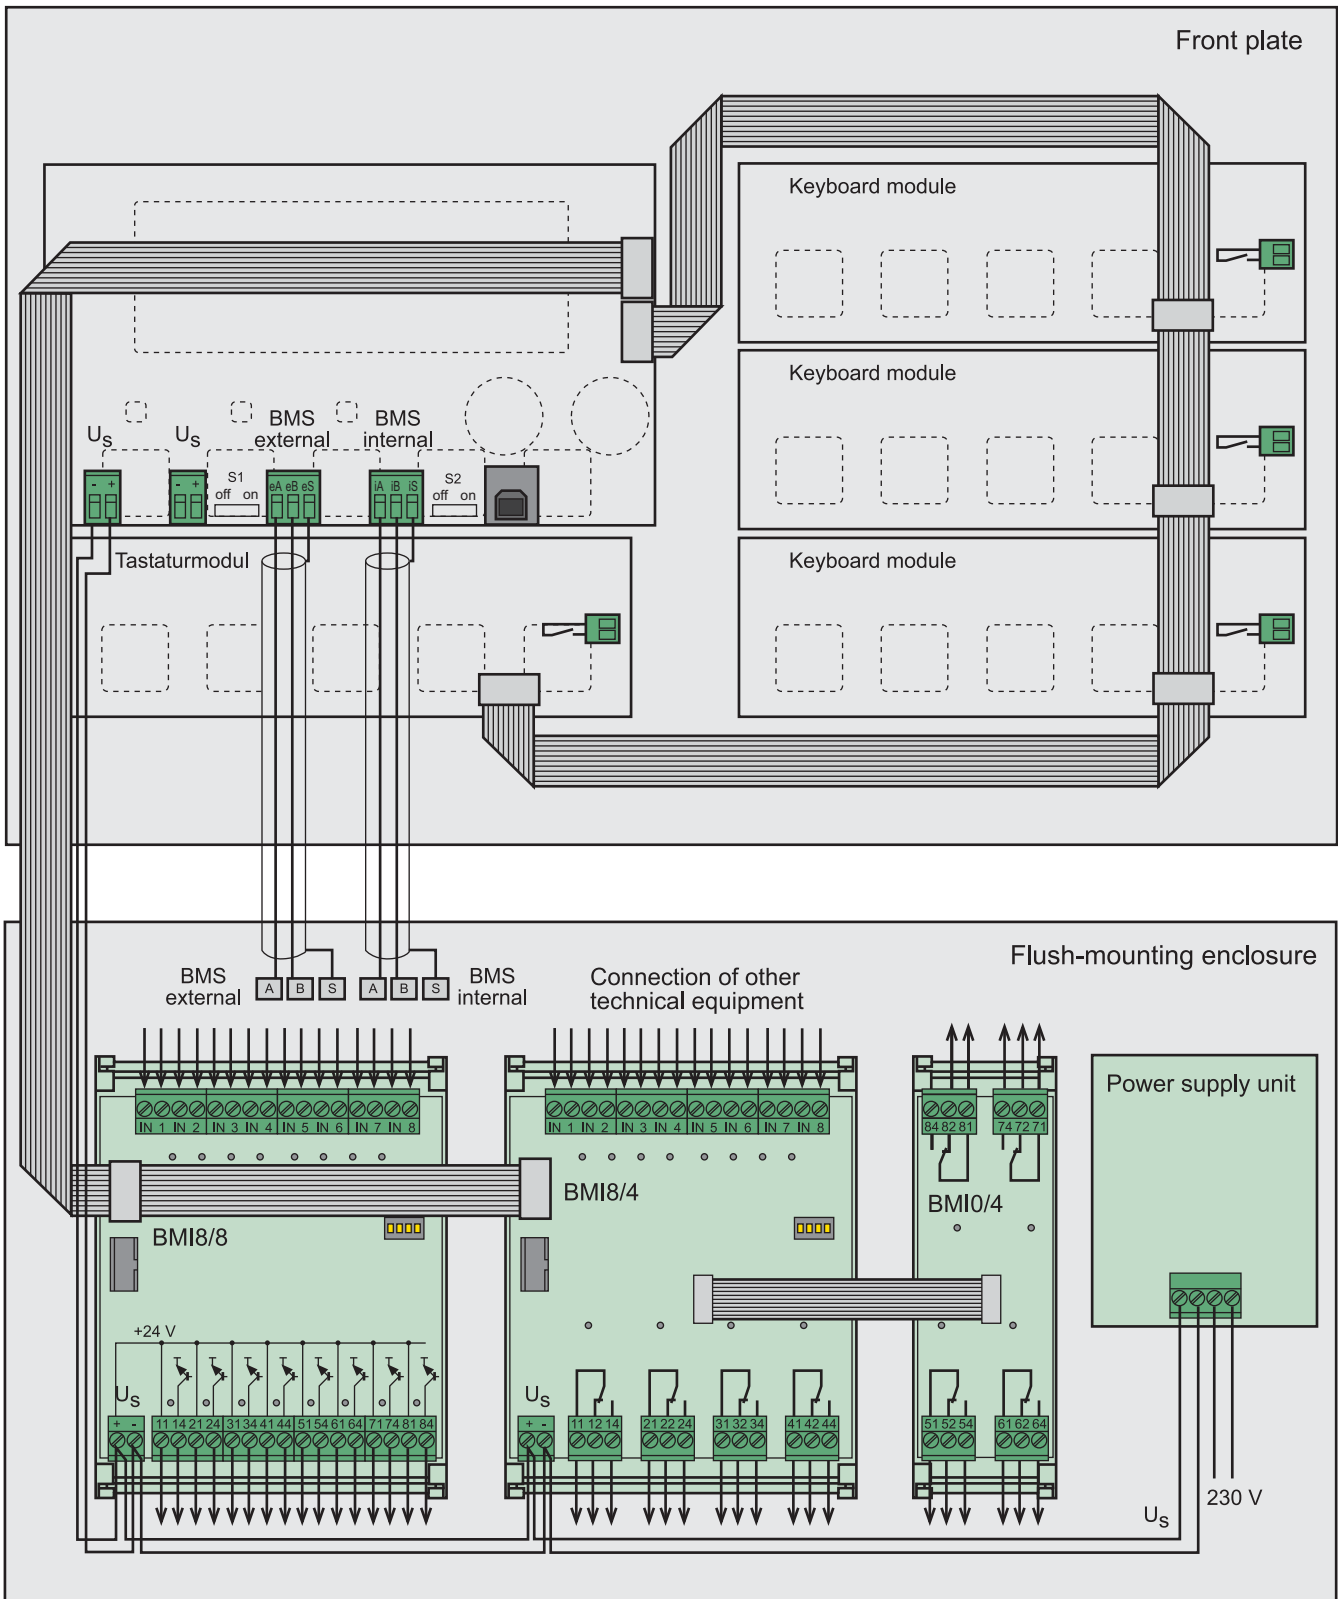 Front plate
Keyboard module
Keyboard module
Keyboard module
U_S
U_S
BMS
external
BMS
internal
- +
- +
S1
off on
eA eB eS
iA iB iS
S2
off on
Tastaturmodul
Flush-mounting enclosure
BMS
external
A B S
A B S
BMS
internal
Connection of other
technical equipment
Power supply unit
IN 1 IN 2 IN 3 IN 4 IN 5 IN 6 IN 7 IN 8
IN 1 IN 2 IN 3 IN 4 IN 5 IN 6 IN 7 IN 8
84 82 81
74 72 71
BMI8/8
BMI8/4
BMI0/4
+24 V
U_S
U_S
+ -
11 14 21 24 31 34 41 44 51 54 61 64 71 74 81 84
+ -
11 12 14
21 22 24
31 32 34
41 42 44
51 52 54
61 62 64
U_S
230 V